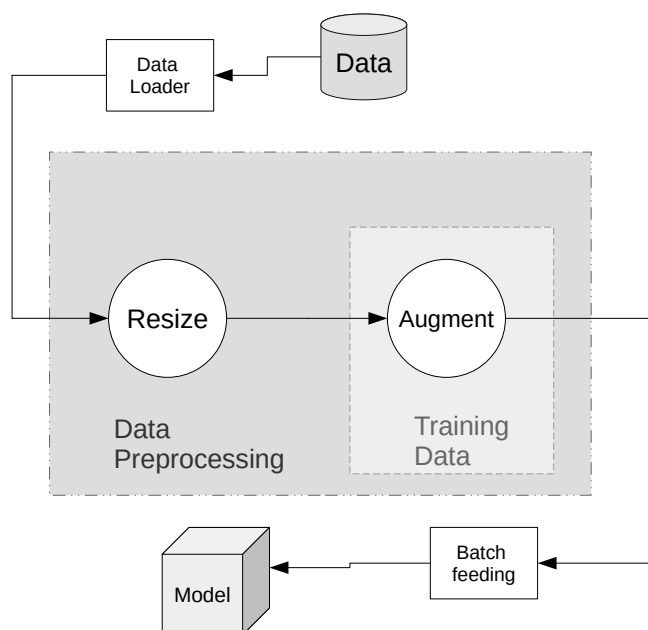 Data
Loader
Data
Resize
Augment
Data
Preprocessing
Training
Data
Model
Batch
feeding